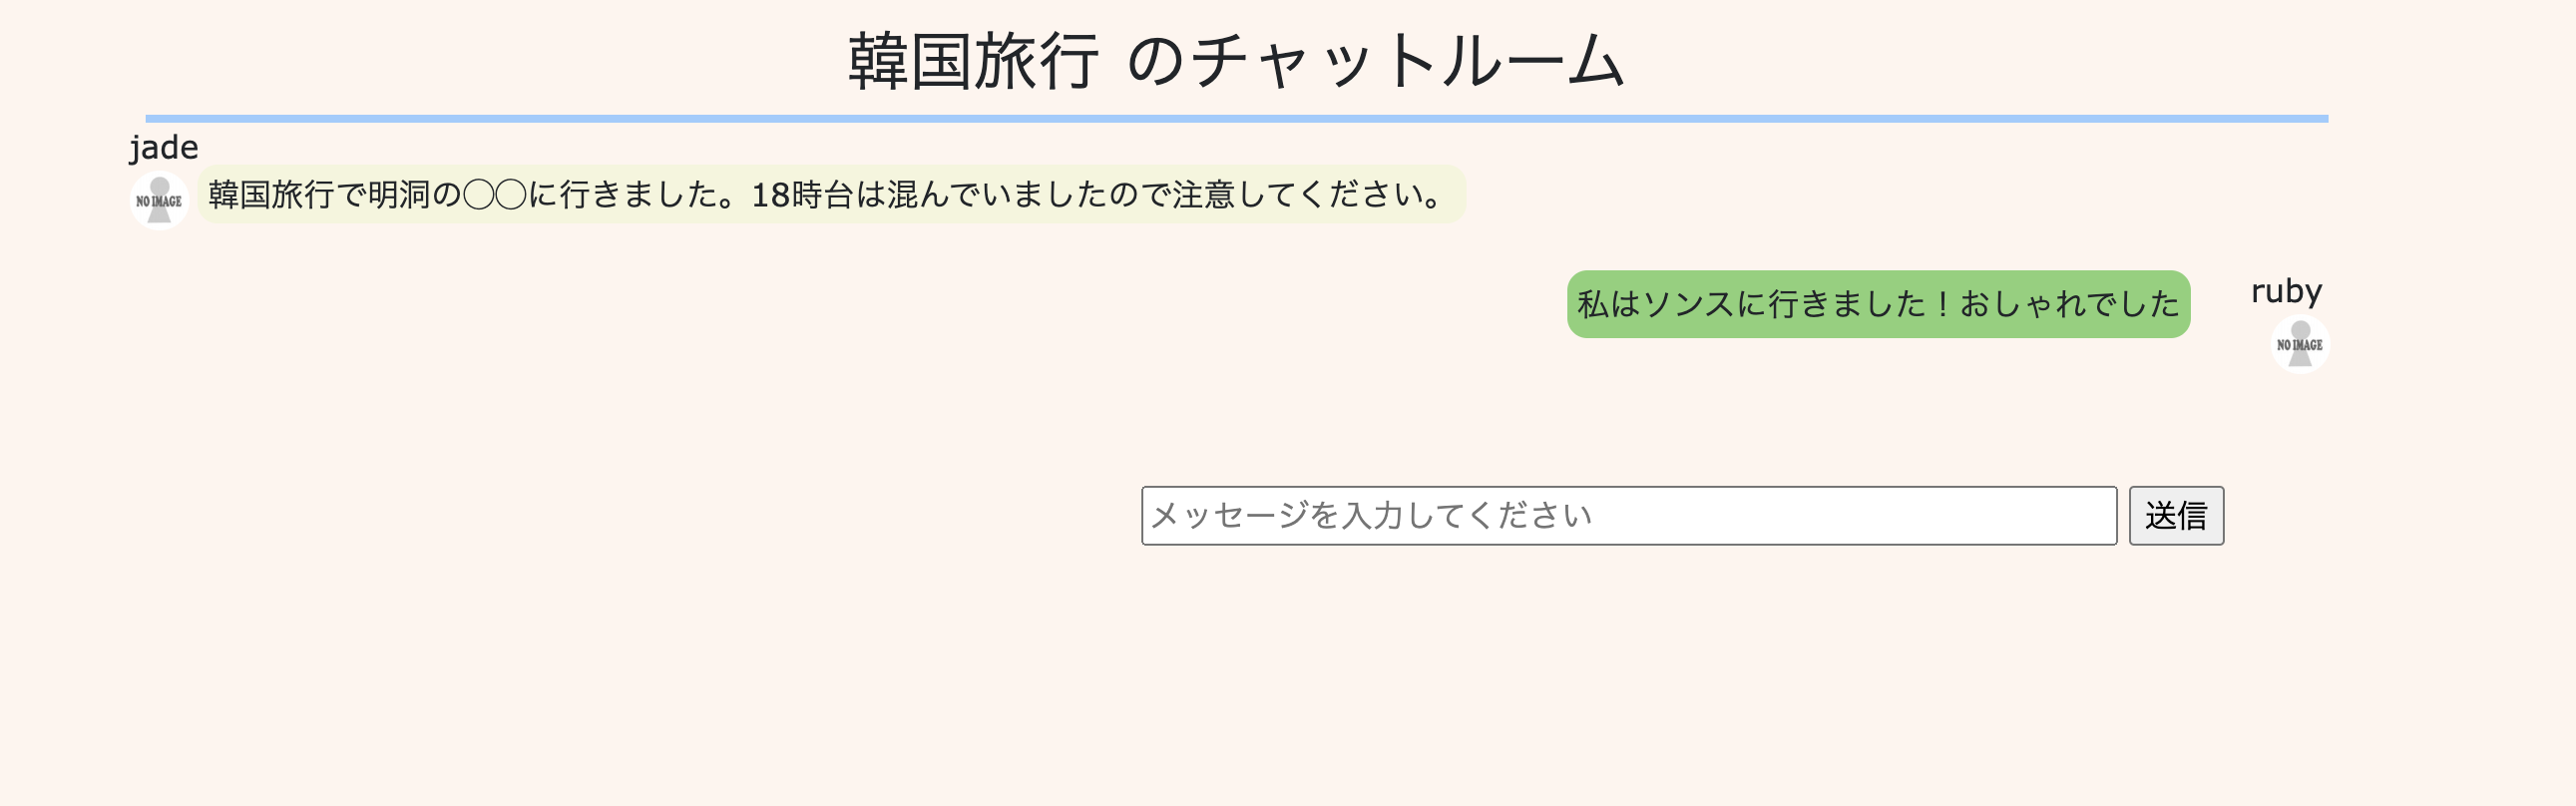 韓国旅行 のチャットルーム
jade
NO IMAGE
韓国旅行で明洞の◯◯に行きました。18時台は混んでいましたので注意してください。
私はソンスに行きました！おしゃれでした
ruby
NO IMAGE
メッセージを入力してください
送信